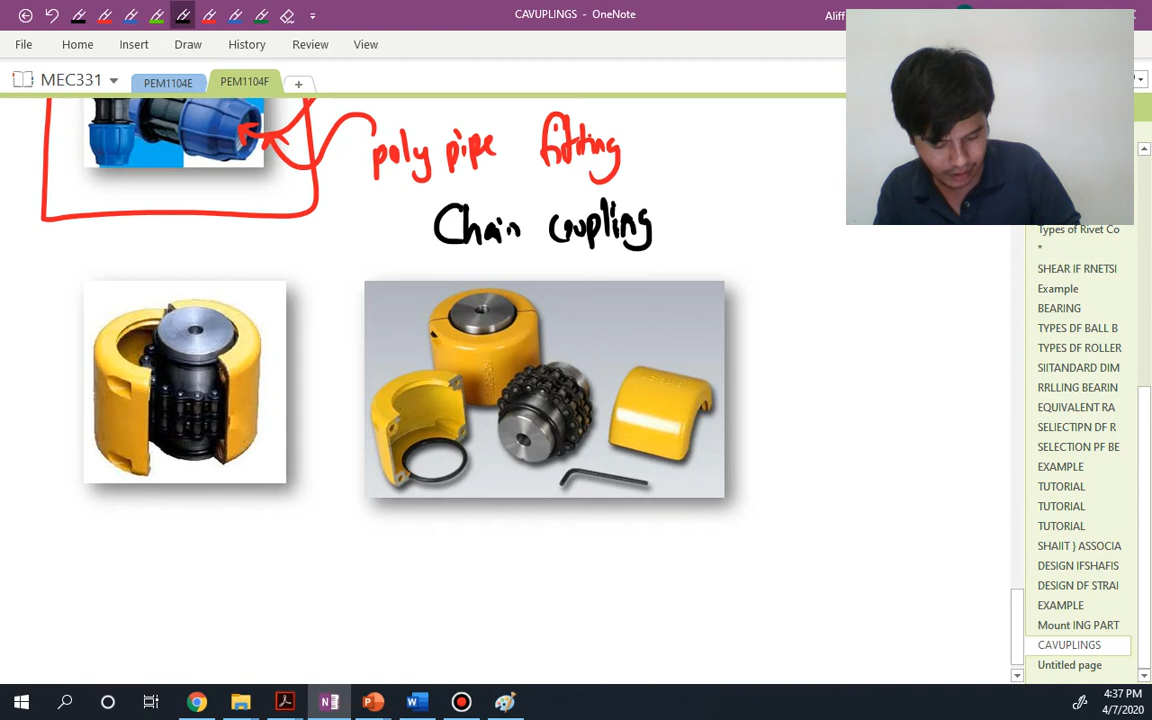 CAVUPLINGS - OneNote
Aliff
File
Home
Insert
Draw
History
Review
View
MEC331
PEM1104E
PEM1104F
poly pipe fitting
Chain coupling
Types of Rivet Co
*
SHEAR IF RNETSI
Example
BEARING
TYPES DF BALL B
TYPES DF ROLLER
SIITANDARD DIM
RRLLING BEARIN
EQUIVALENT RA
SELIECTIPN DF R
SELECTION PF BE
EXAMPLE
TUTORIAL
TUTORIAL
TUTORIAL
SHAIIT } ASSOCIA
DESIGN IFSHAFIS
DESIGN DF STRAI
EXAMPLE
Mount ING PART
CAVUPLINGS
Untitled page
4:37 PM
4/7/2020